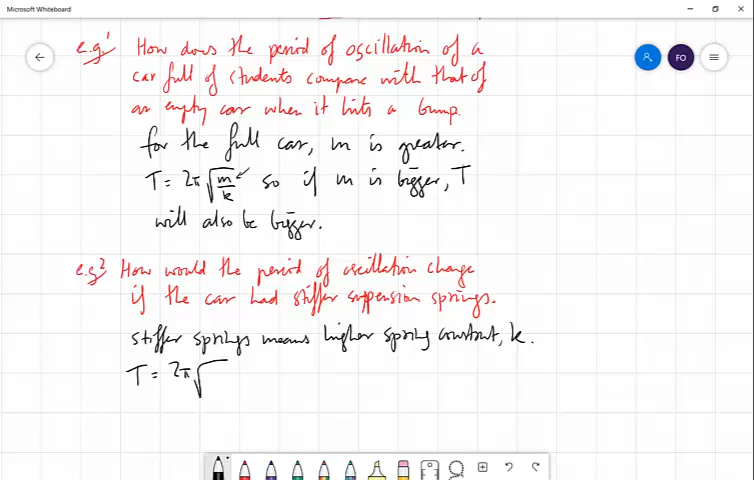 Microsoft Whiteboard
e.g¹ How does the period of oscillation of a
car full of students compare with that of
an empty car when it hits a bump.
FO
for the full car, m is greater.
T = 2π √m/k so if m is bigger, T
will also be bigger.
e.g² How would the period of oscillation change
if the car had stiffer suspension springs.
stiffer springs means higher spring constant, k.
T = 2π √